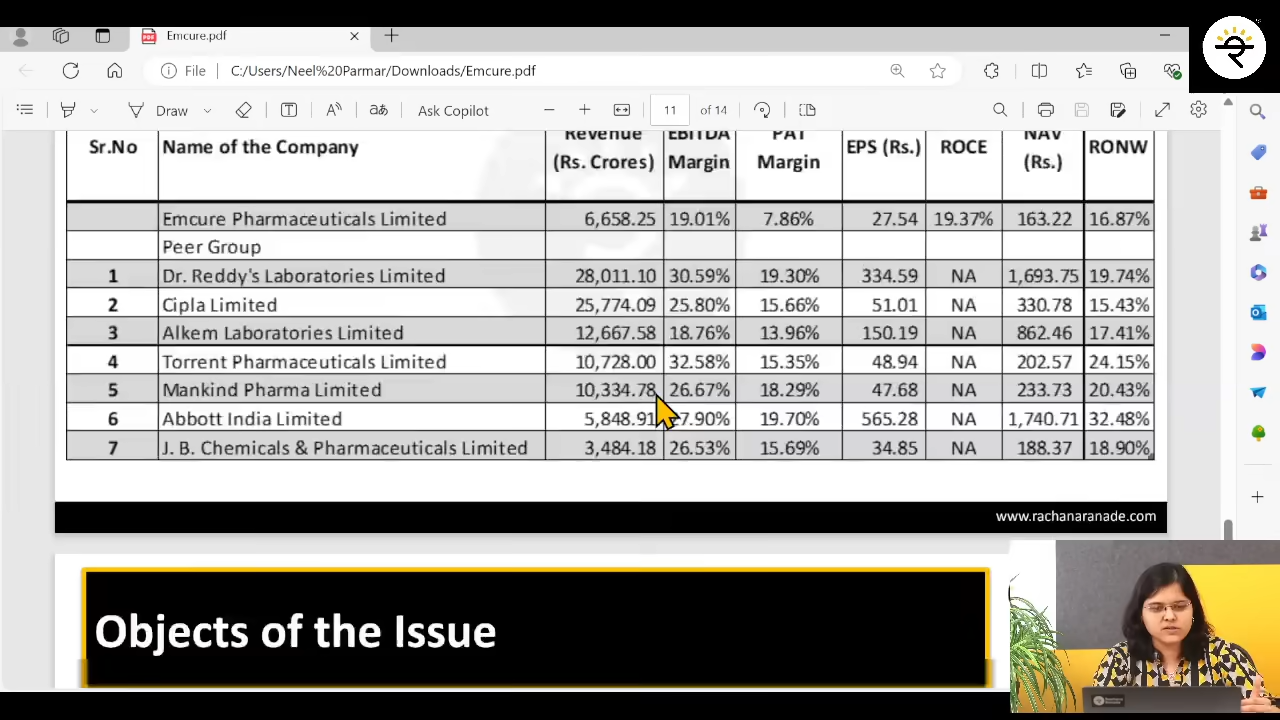 Emcure.pdf
File C:/Users/Neel%20Parmar/Downloads/Emcure.pdf
Draw Ask Copilot 11 of 14
Sr.No Name of the Company Revenue (Rs. Crores) EBITDA Margin PAT Margin EPS (Rs.) ROCE NAV (Rs.) RONW
Emcure Pharmaceuticals Limited 6,658.25 19.01% 7.86% 27.54 19.37% 163.22 16.87%
Peer Group
1 Dr. Reddy's Laboratories Limited 28,011.10 30.59% 19.30% 334.59 NA 1,693.75 19.74%
2 Cipla Limited 25,774.09 25.80% 15.66% 51.01 NA 330.78 15.43%
3 Alkem Laboratories Limited 12,667.58 18.76% 13.96% 150.19 NA 862.46 17.41%
4 Torrent Pharmaceuticals Limited 10,728.00 32.58% 15.35% 48.94 NA 202.57 24.15%
5 Mankind Pharma Limited 10,334.78 26.67% 18.29% 47.68 NA 233.73 20.43%
6 Abbott India Limited 5,848.91 19.70% 565.28 NA 1,740.71 32.48%
7 J. B. Chemicals & Pharmaceuticals Limited 3,484.18 26.53% 15.69% 34.85 NA 188.37 18.90%
www.rachanaranade.com
Objects of the Issue